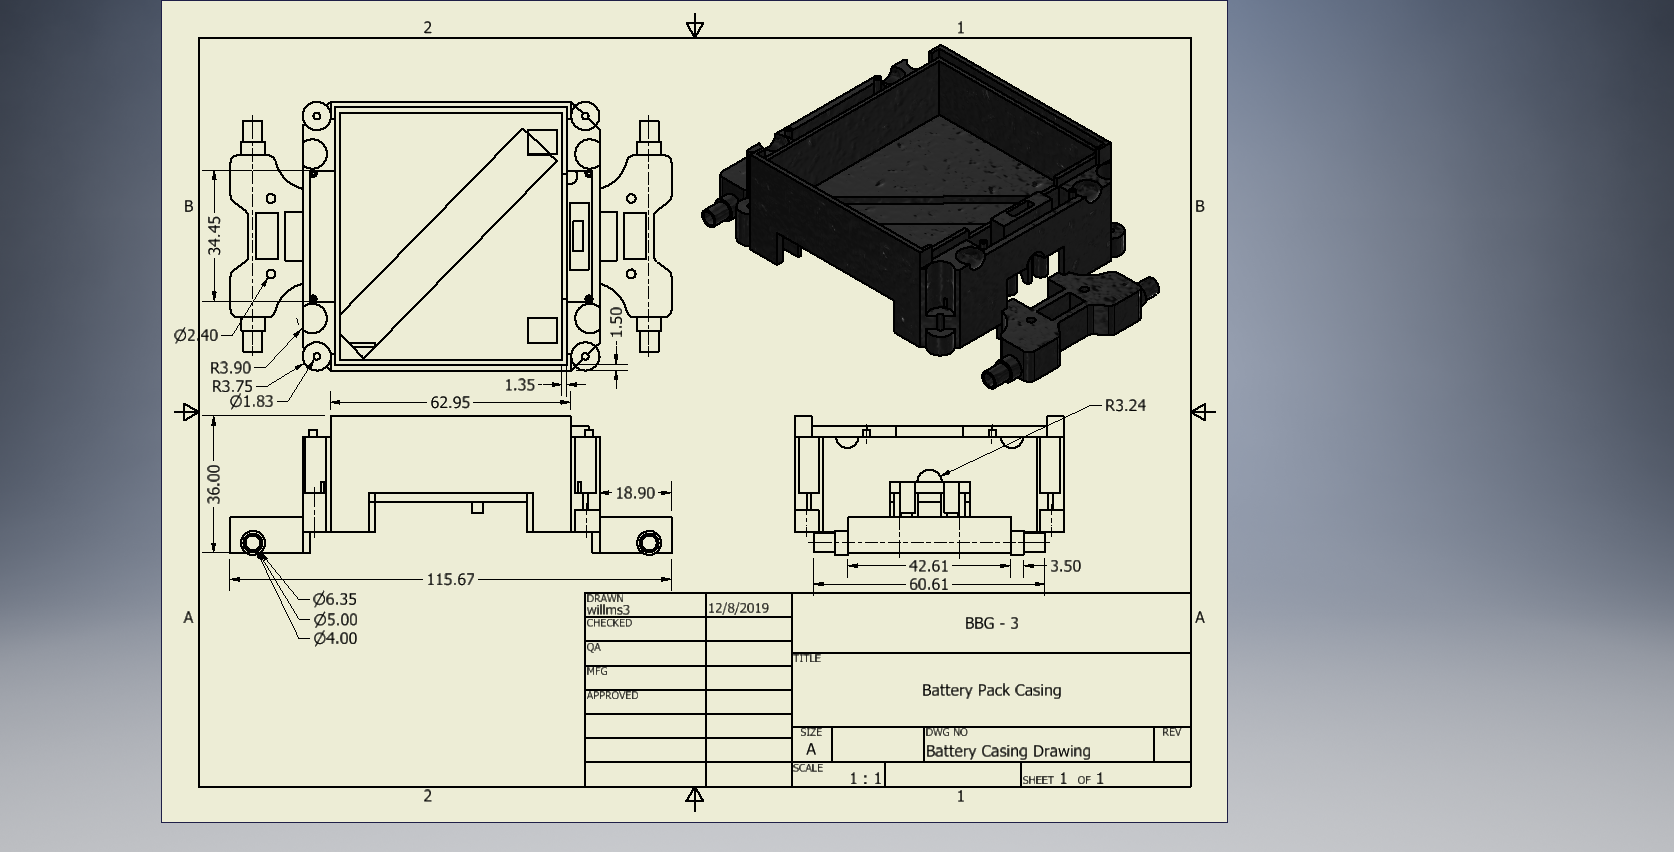 2
1
B
B
34.45
Ø2.40
R3.90
R3.75
Ø1.83
1.50
1.35
62.95
36.00
18.90
115.67
Ø6.35
Ø5.00
Ø4.00
R3.24
42.61
3.50
60.61
A
A
DRAWN
willms3
12/8/2019
CHECKED
QA
MFG
APPROVED
BBG - 3
TITLE
Battery Pack Casing
SIZE
A
DWG NO
Battery Casing Drawing
REV
SCALE
1 : 1
SHEET 1 OF 1
2
1